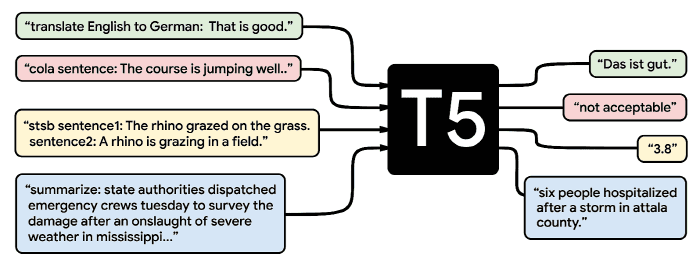 “translate English to German: That is good.”
“cola sentence: The course is jumping well..”
“stsb sentence1: The rhino grazed on the grass.
sentence2: A rhino is grazing in a field.”
“summarize: state authorities dispatched
emergency crews tuesday to survey the
damage after an onslaught of severe
weather in mississippi...”
T5
“Das ist gut.”
“not acceptable”
“3.8”
“six people hospitalized
after a storm in attala
county.”